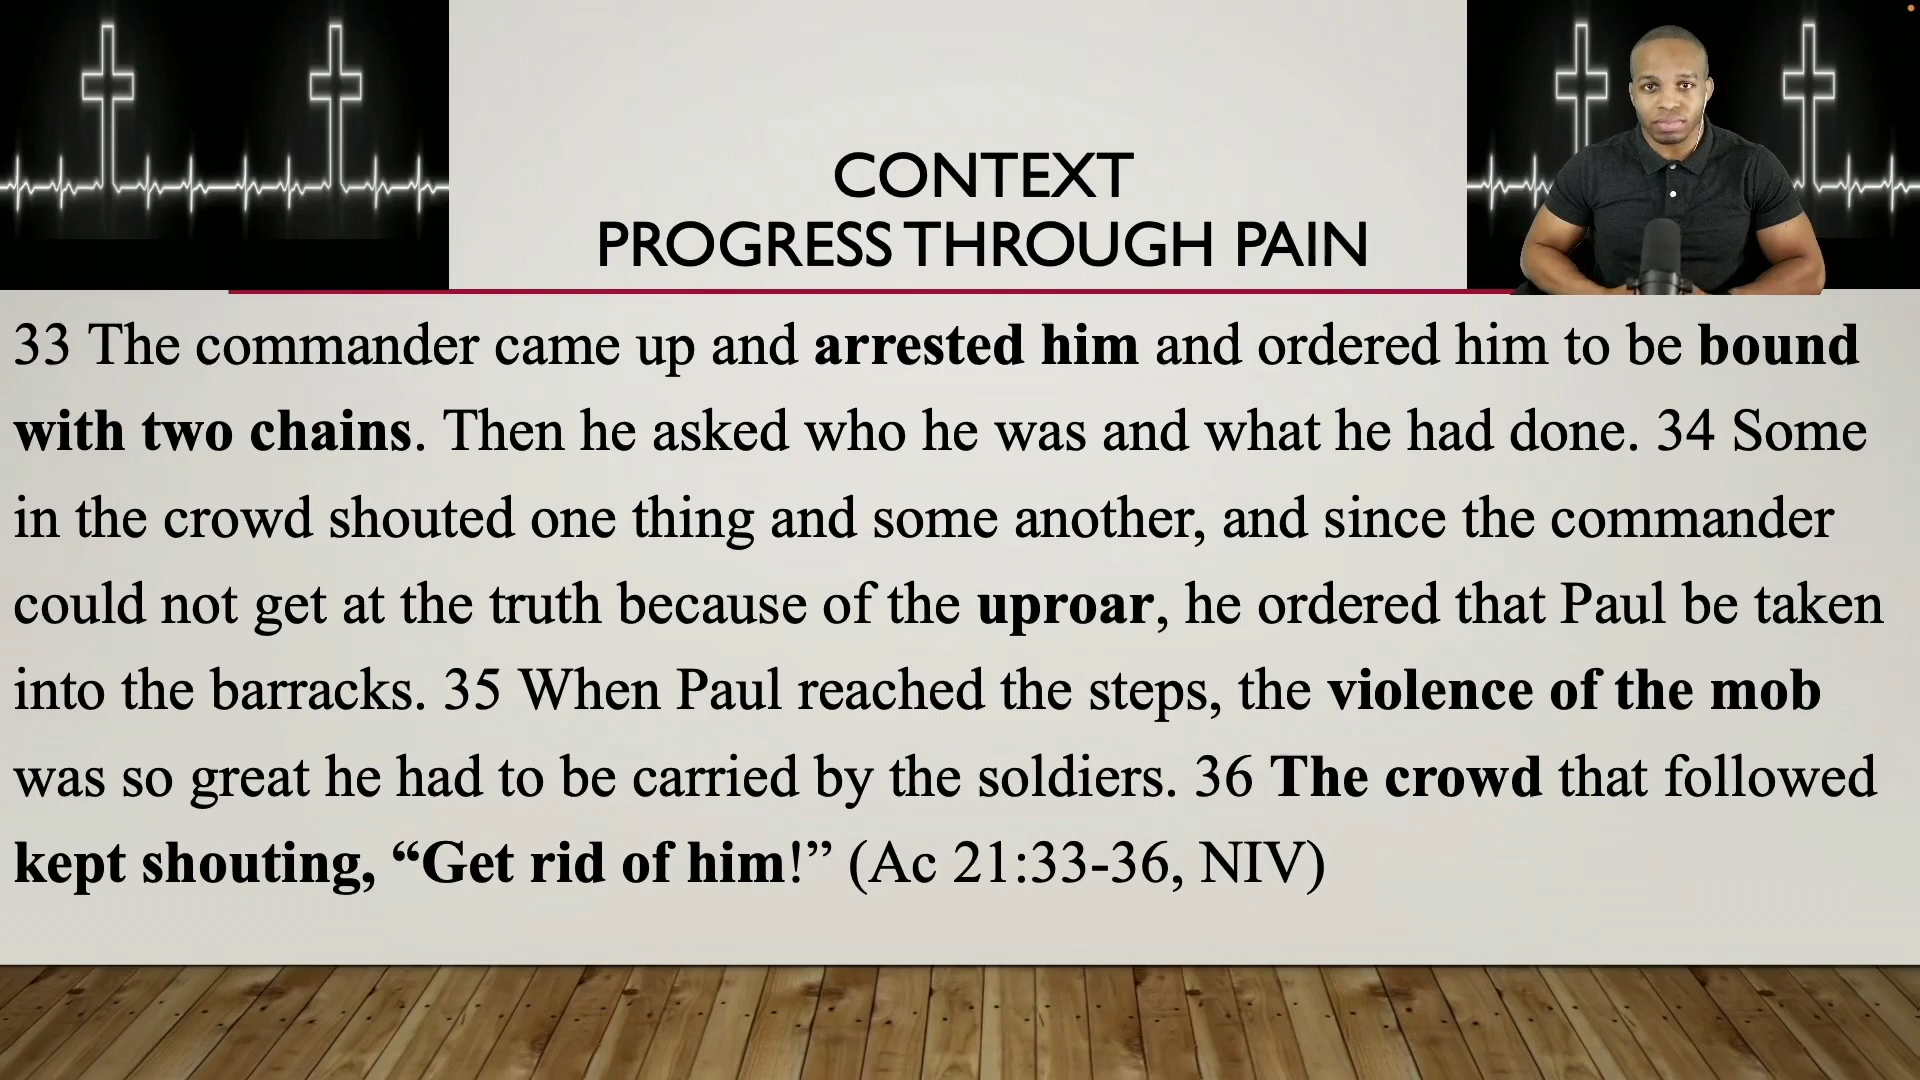 CONTEXT
PROGRESS THROUGH PAIN
33 The commander came up and arrested him and ordered him to be bound
with two chains. Then he asked who he was and what he had done. 34 Some
in the crowd shouted one thing and some another, and since the commander
could not get at the truth because of the uproar, he ordered that Paul be taken
into the barracks. 35 When Paul reached the steps, the violence of the mob
was so great he had to be carried by the soldiers. 36 The crowd that followed
kept shouting, “Get rid of him!” (Ac 21:33-36, NIV)